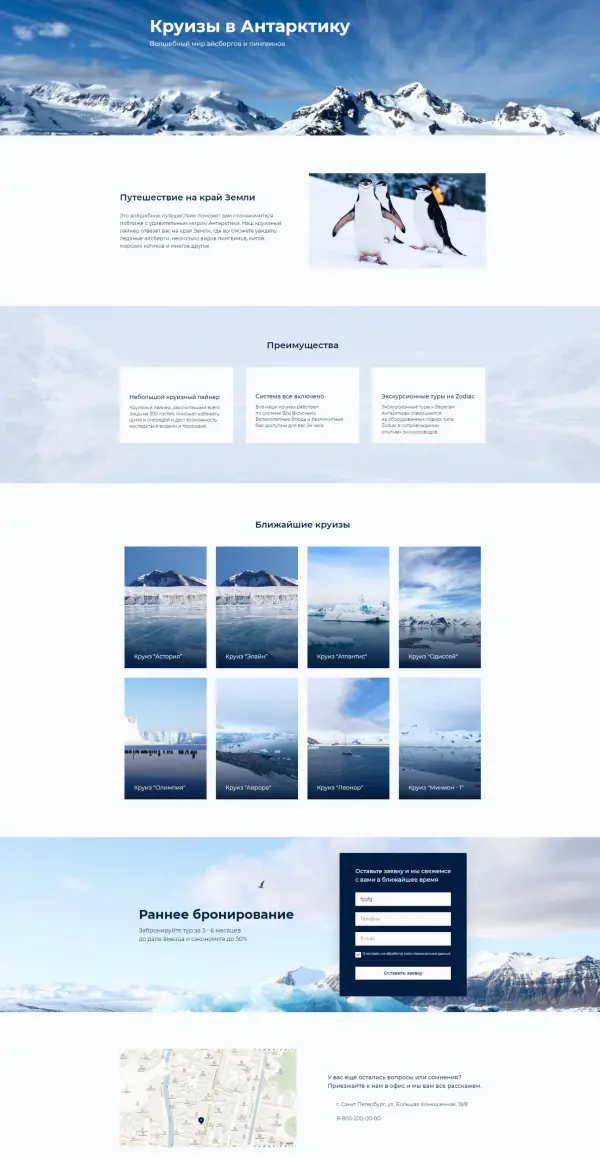 Круизы в Антарктику
Волшебный мир айсбергов и пингвинов
Путешествие на край Земли
Это волшебное путешествие поможет вам познакомиться
поближе с удивительным миром Антарктики. Наш круизный
лайнер отвезет вас на край Земли, где вы сможете увидеть
ледяные айсберги, несколько видов пингвинов, китов,
морских котиков и многое другое.
Преимущества
Небольшой круизный лайнер
Круизный лайнер, рассчитанный всего
лишь на 900 гостей, поможет избежать
шума и очередей и даст возможность
насладиться видами и природой.
Система все включено
Все наши круизы работают
по системе Все Включено.
Великолепные блюда и безлимитный
бар доступны для вас 24 часа.
Экскурсионные туры на Zodiac
Экскурсионные туры к берегам
Антарктиды совершаются
на оборудованных лодках типа
Zodiac в сопровождении
опытных экскурсоводов.
Ближайшие круизы
Круиз "Астория"
Круиз "Элайн"
Круиз "Атлантис"
Круиз "Одиссей"
Круиз "Олимпия"
Круиз "Аврора"
Круиз "Леонор"
Круиз "Минион - 1"
Раннее бронирование
Забронируйте тур за 3 - 6 месяцев
до даты выезда и сэкономьте до 50%
Оставьте заявку и мы свяжемся
с вами в ближайшее время
fgfg
Телефон
E-mail
Я согласен на обработку моих персональных данных
Оставить заявку
У вас ещё остались вопросы или сомнения?
Приезжайте к нам в офис и мы вам все расскажем.
г. Санкт Петербург, ул. Большая Конюшенная, 19/8
8-800-200-00-00